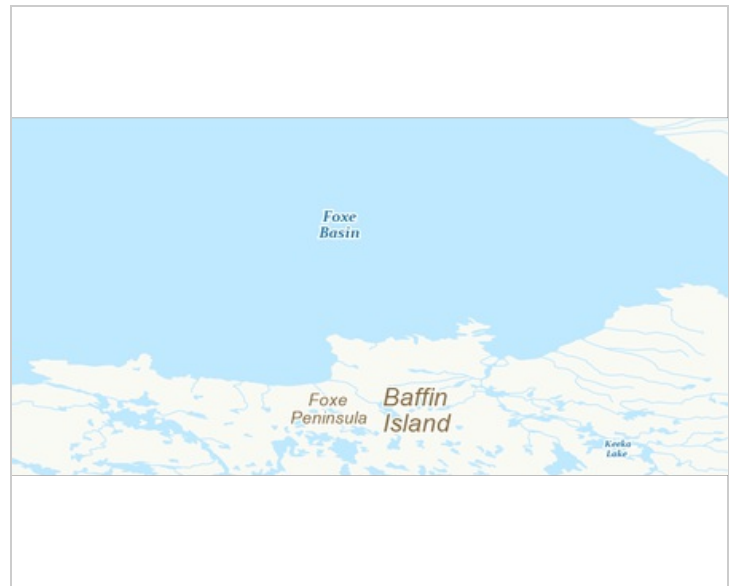 Foxe
Basin
Foxe
Peninsula
Baffin
Island
Keeka
Lake